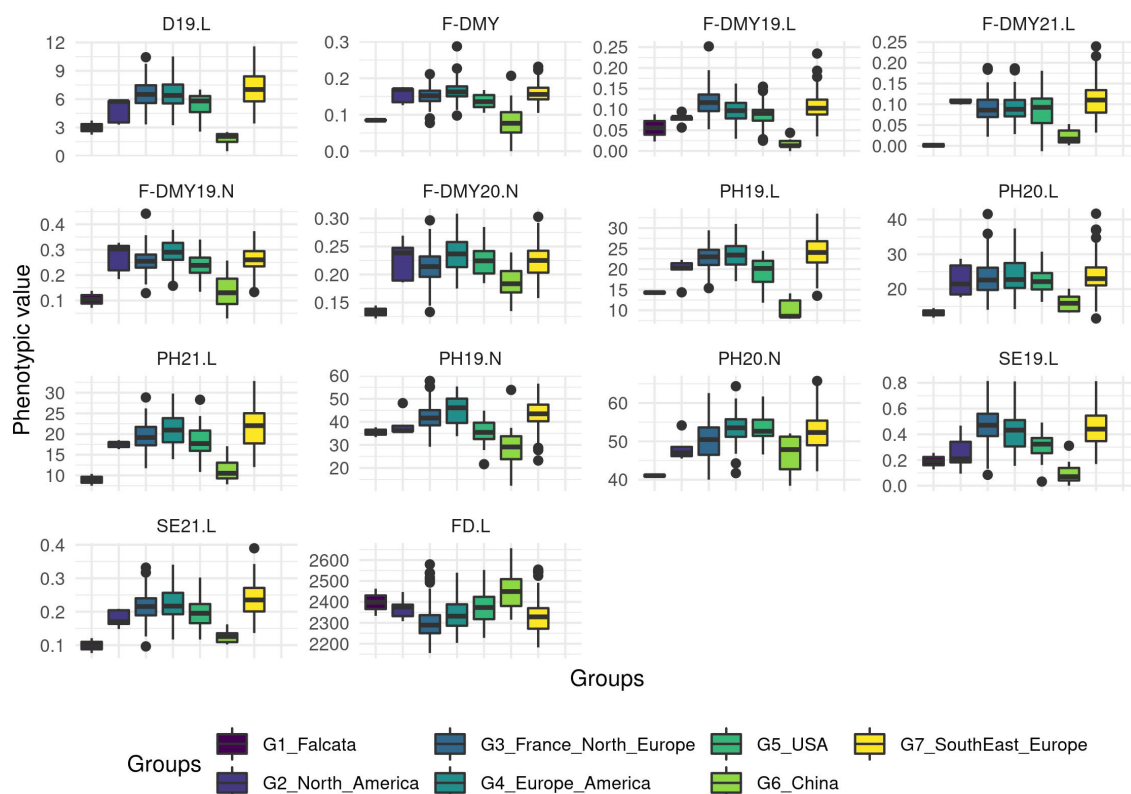 D19.L F-DMY F-DMY19.L F-DMY21.L
12 9 6 3 0
0.3 0.2 0.1 0.0
0.25 0.20 0.15 0.10 0.05 0.00
0.25 0.20 0.15 0.10 0.05 0.00
F-DMY19.N F-DMY20.N PH19.L PH20.L
0.4 0.3 0.2 0.1
0.30 0.25 0.20 0.15
30 25 20 15 10
40 30 20
Phenotypic value
PH21.L PH19.N PH20.N SE19.L
30 25 20 15 10
60 50 40 30 20
60 50 40
0.8 0.6 0.4 0.2 0.0
SE21.L FD.L
0.4 0.3 0.2 0.1
2600 2500 2400 2300 2200
Groups
Groups
G1_Falcata G3_France_North_Europe G5_USA G7_SouthEast_Europe
G2_North_America G4_Europe_America G6_China